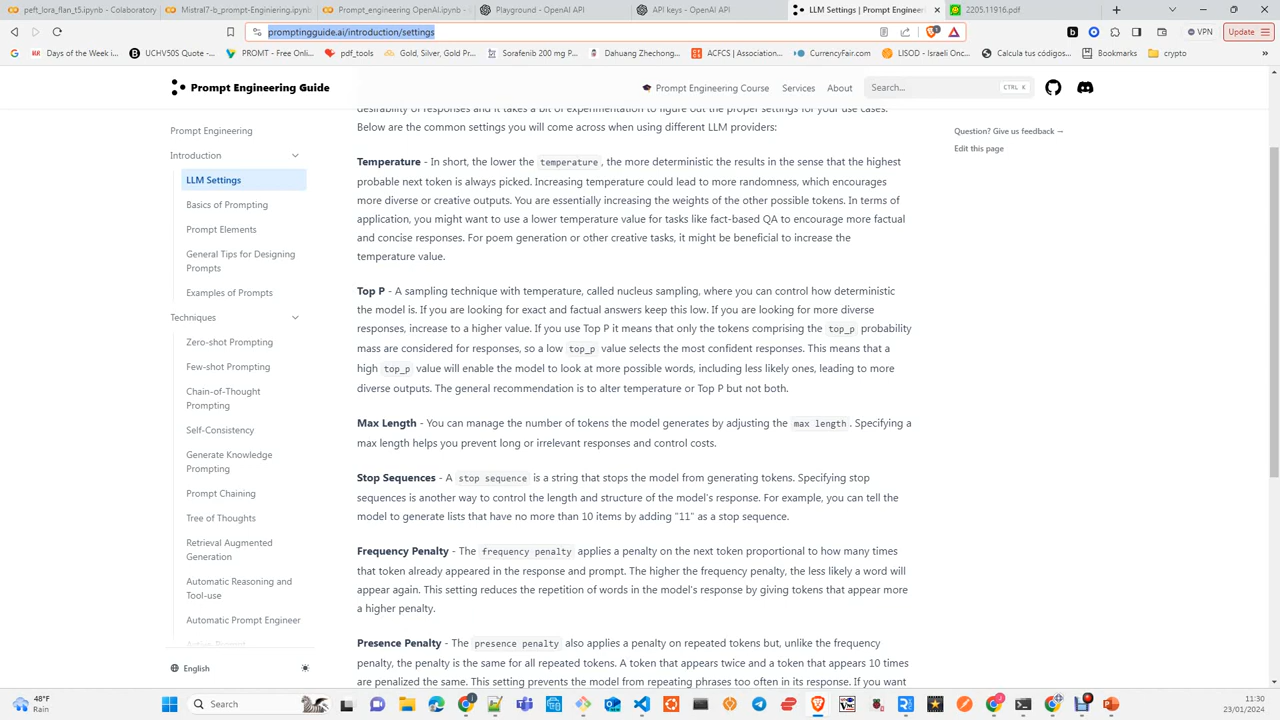 peft_lora_flan_t5.ipynb - Colaboratory
Mistral7-b_prompt-Enginiering.ipynb
Prompt_engineering OpenAI.ipynb -
Playground - OpenAI API
API keys - OpenAI API
LLM Settings | Prompt Engineer
2205.11916.pdf
promptingguide.ai/introduction/settings
VPN
Update
MR
Days of the Week i...
UCHV50S Quote -...
PROMT - Free Onli...
pdf_tools
Gold, Silver, Gold Pr...
Sorafenib 200 mg P...
Dahuang Zhechong...
ACFCS | Association...
CurrencyFair.com
LISOD - Israeli Onc...
Calcula tus códigos...
Bookmarks
crypto
Prompt Engineering Guide
Prompt Engineering Course
Services
About
Search...
CTRL K
Prompt Engineering
Introduction
LLM Settings
Basics of Prompting
Prompt Elements
General Tips for Designing
Prompts
Examples of Prompts
Techniques
Zero-shot Prompting
Few-shot Prompting
Chain-of-Thought
Prompting
Self-Consistency
Generate Knowledge
Prompting
Prompt Chaining
Tree of Thoughts
Retrieval Augmented
Generation
Automatic Reasoning and
Tool-use
Automatic Prompt Engineer
Active-Prompt
English
desirability of responses and it takes a bit of experimentation to figure out the proper settings for your use cases.
Below are the common settings you will come across when using different LLM providers:
Temperature - In short, the lower the temperature, the more deterministic the results in the sense that the highest
probable next token is always picked. Increasing temperature could lead to more randomness, which encourages
more diverse or creative outputs. You are essentially increasing the weights of the other possible tokens. In terms of
application, you might want to use a lower temperature value for tasks like fact-based QA to encourage more factual
and concise responses. For poem generation or other creative tasks, it might be beneficial to increase the
temperature value.
Top P - A sampling technique with temperature, called nucleus sampling, where you can control how deterministic
the model is. If you are looking for exact and factual answers keep this low. If you are looking for more diverse
responses, increase to a higher value. If you use Top P it means that only the tokens comprising the top_p probability
mass are considered for responses, so a low top_p value selects the most confident responses. This means that a
high top_p value will enable the model to look at more possible words, including less likely ones, leading to more
diverse outputs. The general recommendation is to alter temperature or Top P but not both.
Max Length - You can manage the number of tokens the model generates by adjusting the max length. Specifying a
max length helps you prevent long or irrelevant responses and control costs.
Stop Sequences - A stop sequence is a string that stops the model from generating tokens. Specifying stop
sequences is another way to control the length and structure of the model's response. For example, you can tell the
model to generate lists that have no more than 10 items by adding "11" as a stop sequence.
Frequency Penalty - The frequency penalty applies a penalty on the next token proportional to how many times
that token already appeared in the response and prompt. The higher the frequency penalty, the less likely a word will
appear again. This setting reduces the repetition of words in the model's response by giving tokens that appear more
a higher penalty.
Presence Penalty - The presence penalty also applies a penalty on repeated tokens but, unlike the frequency
penalty, the penalty is the same for all repeated tokens. A token that appears twice and a token that appears 10 times
are penalized the same. This setting prevents the model from repeating phrases too often in its response. If you want
Question? Give us feedback →
Edit this page
48°F
Rain
Search
11:30
23/01/2024